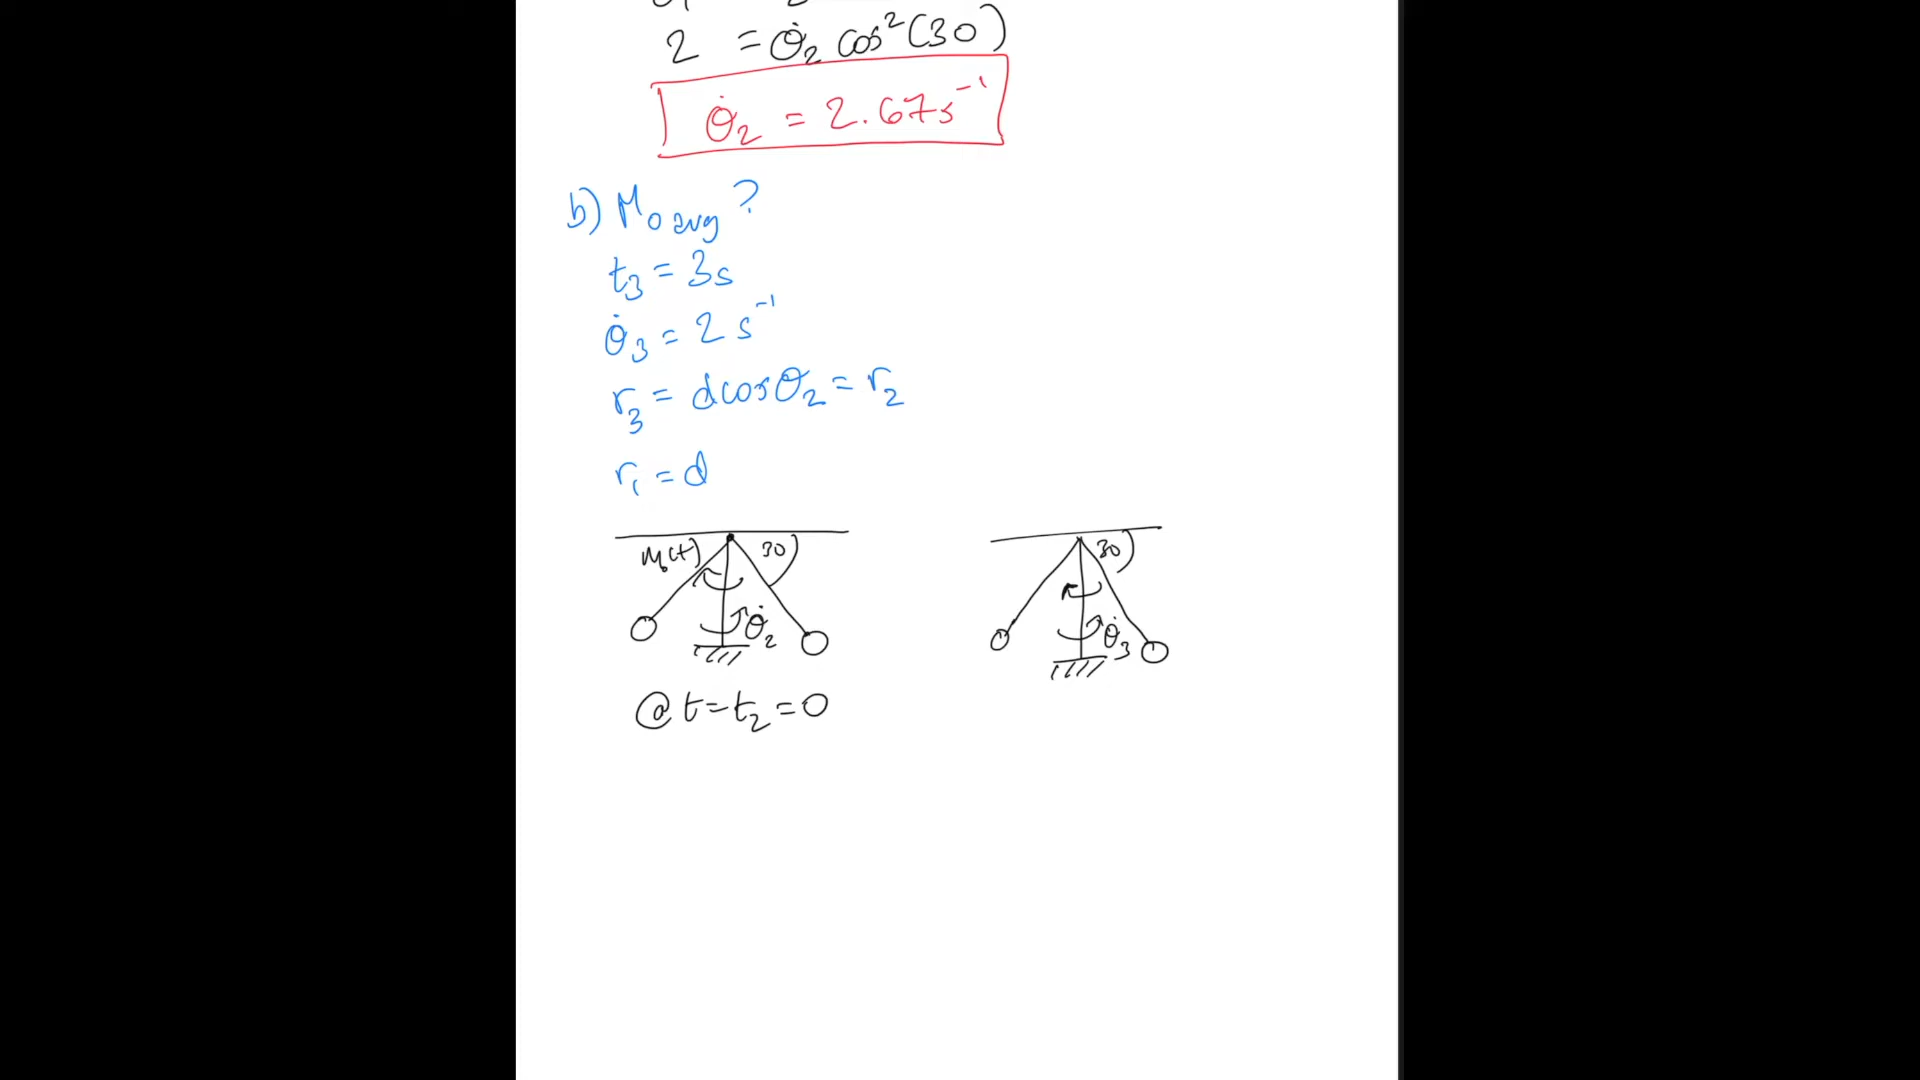 2 = θ̇₂ cos²(30)
θ̇₂ = 2.67s⁻¹
b) M₀ avg ?
t₃ = 3s
θ̇₃ = 2 s⁻¹
r₃ = d cos θ₂ = r₂
r₁ = d
M₀(t) 30 30
θ̇₂ θ̇₃
@ t = t₂ = 0